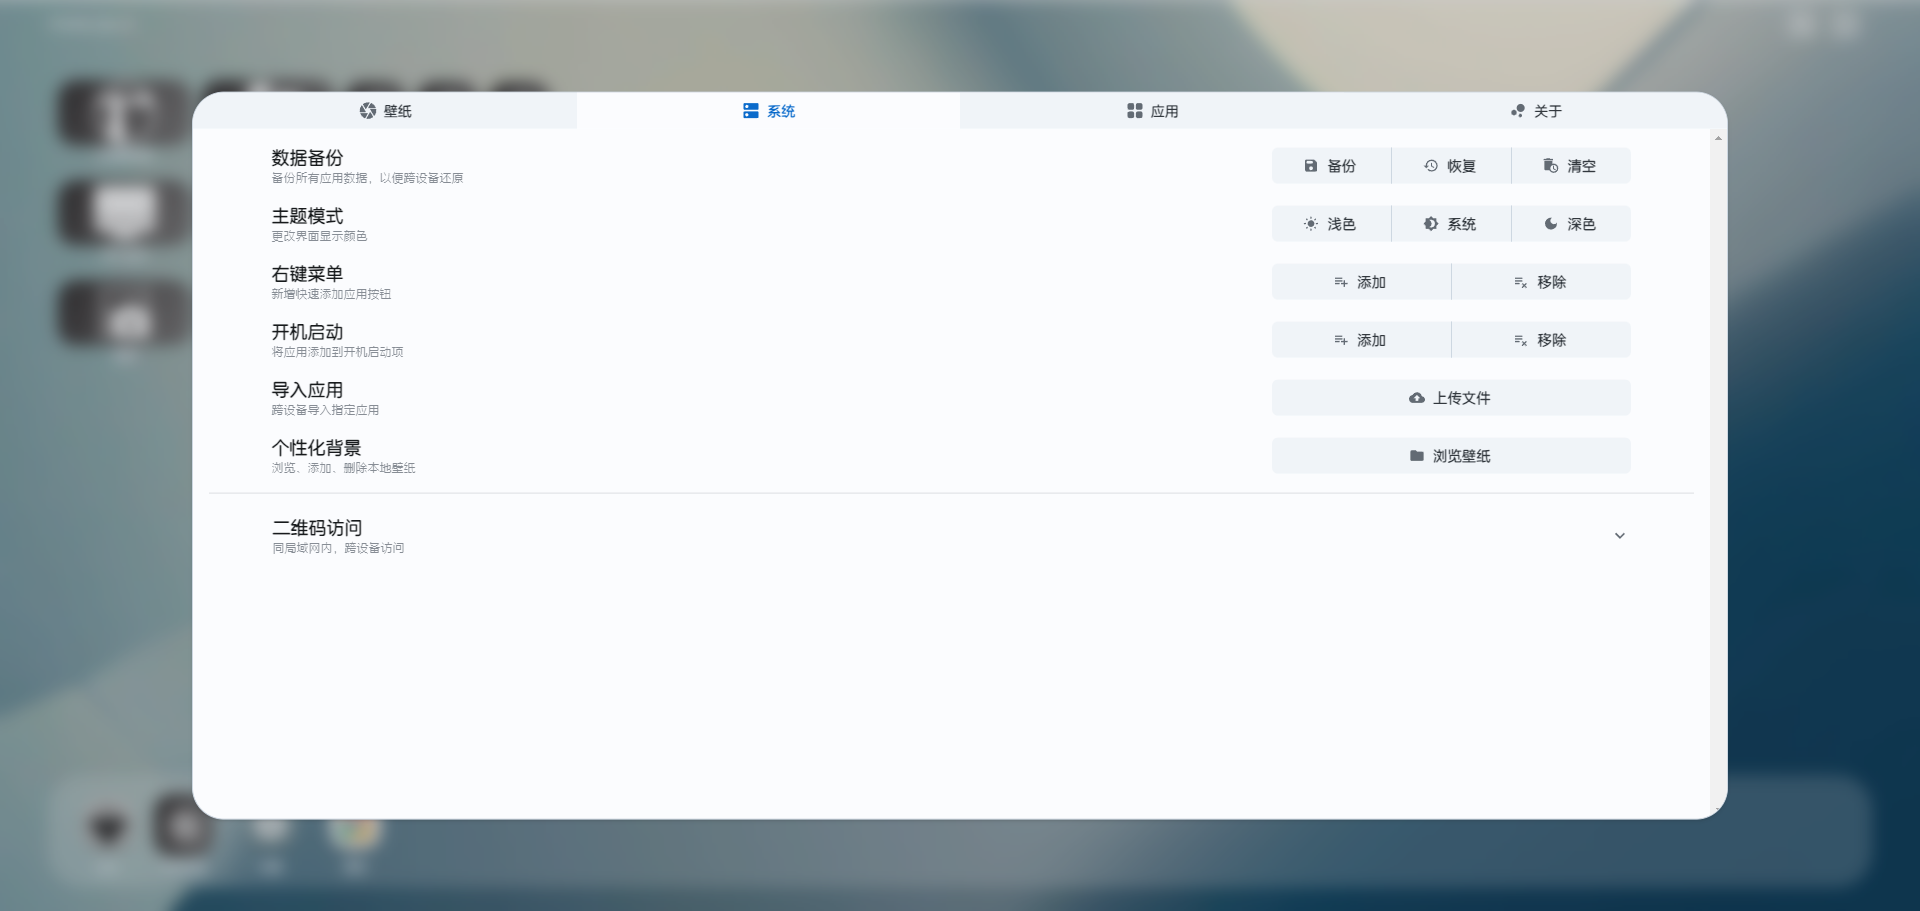 壁纸
系统
应用
关于
数据备份
备份所有应用数据，以便跨设备还原
备份
恢复
清空
主题模式
更改界面显示颜色
浅色
系统
深色
右键菜单
新增快速添加应用按钮
添加
移除
开机启动
将应用添加到开机启动项
添加
移除
导入应用
跨设备导入指定应用
上传文件
个性化背景
浏览、添加、删除本地壁纸
浏览壁纸
二维码访问
同局域网内，跨设备访问